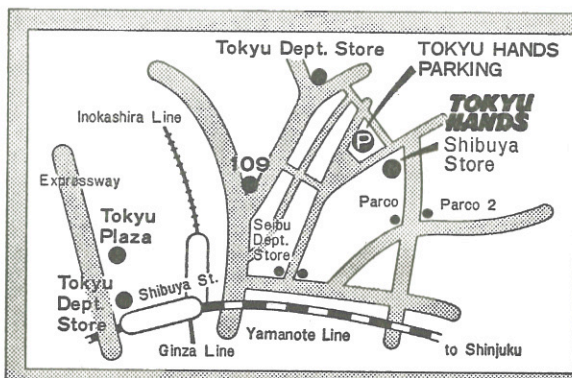 Tokyu Dept. Store
TOKYU HANDS
PARKING
Inokashira Line
P
TOKYU
HANDS
Shibuya
Store
109
Expressway
Parco
Parco 2
Tokyu
Plaza
Seibu
Dept.
Store
Shibuya St.
Tokyu
Dept.
Store
Yamanote Line
Ginza Line
to Shinjuku